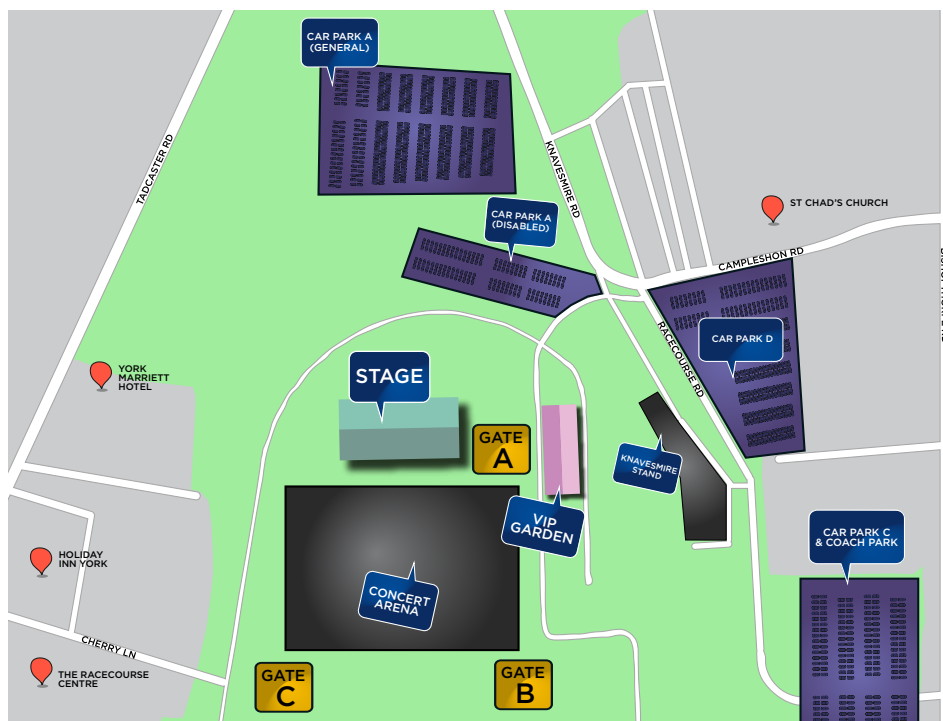 CAR PARK A
(GENERAL)
TADCASTER RD
KNAVESMIRE RD
ST CHAD'S CHURCH
CAR PARK A
(DISABLED)
CAMPLESHON RD
RACECOURSE RD
CAR PARK D
YORK
MARRIETT
HOTEL
STAGE
GATE
A
KNAVESMIRE
STAND
VIP
GARDEN
CAR PARK C
& COACH PARK
HOLIDAY
INN YORK
CONCERT
ARENA
CHERRY LN
THE RACECOURSE
CENTRE
GATE
C
GATE
B